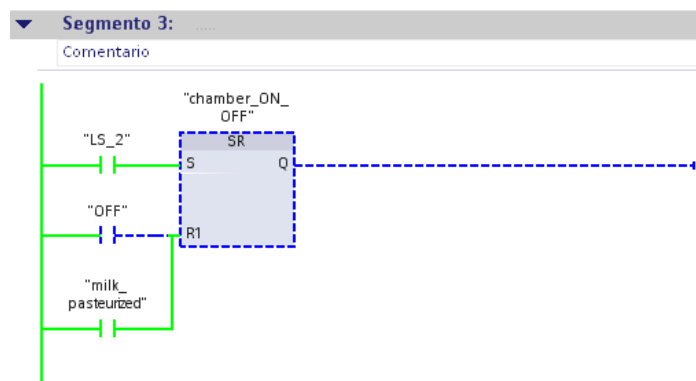 Segmento 3: .....
Comentario
"chamber_ON_
OFF"
"LS_2"
SR
S
Q
"OFF"
R1
"milk_
pasteurized"